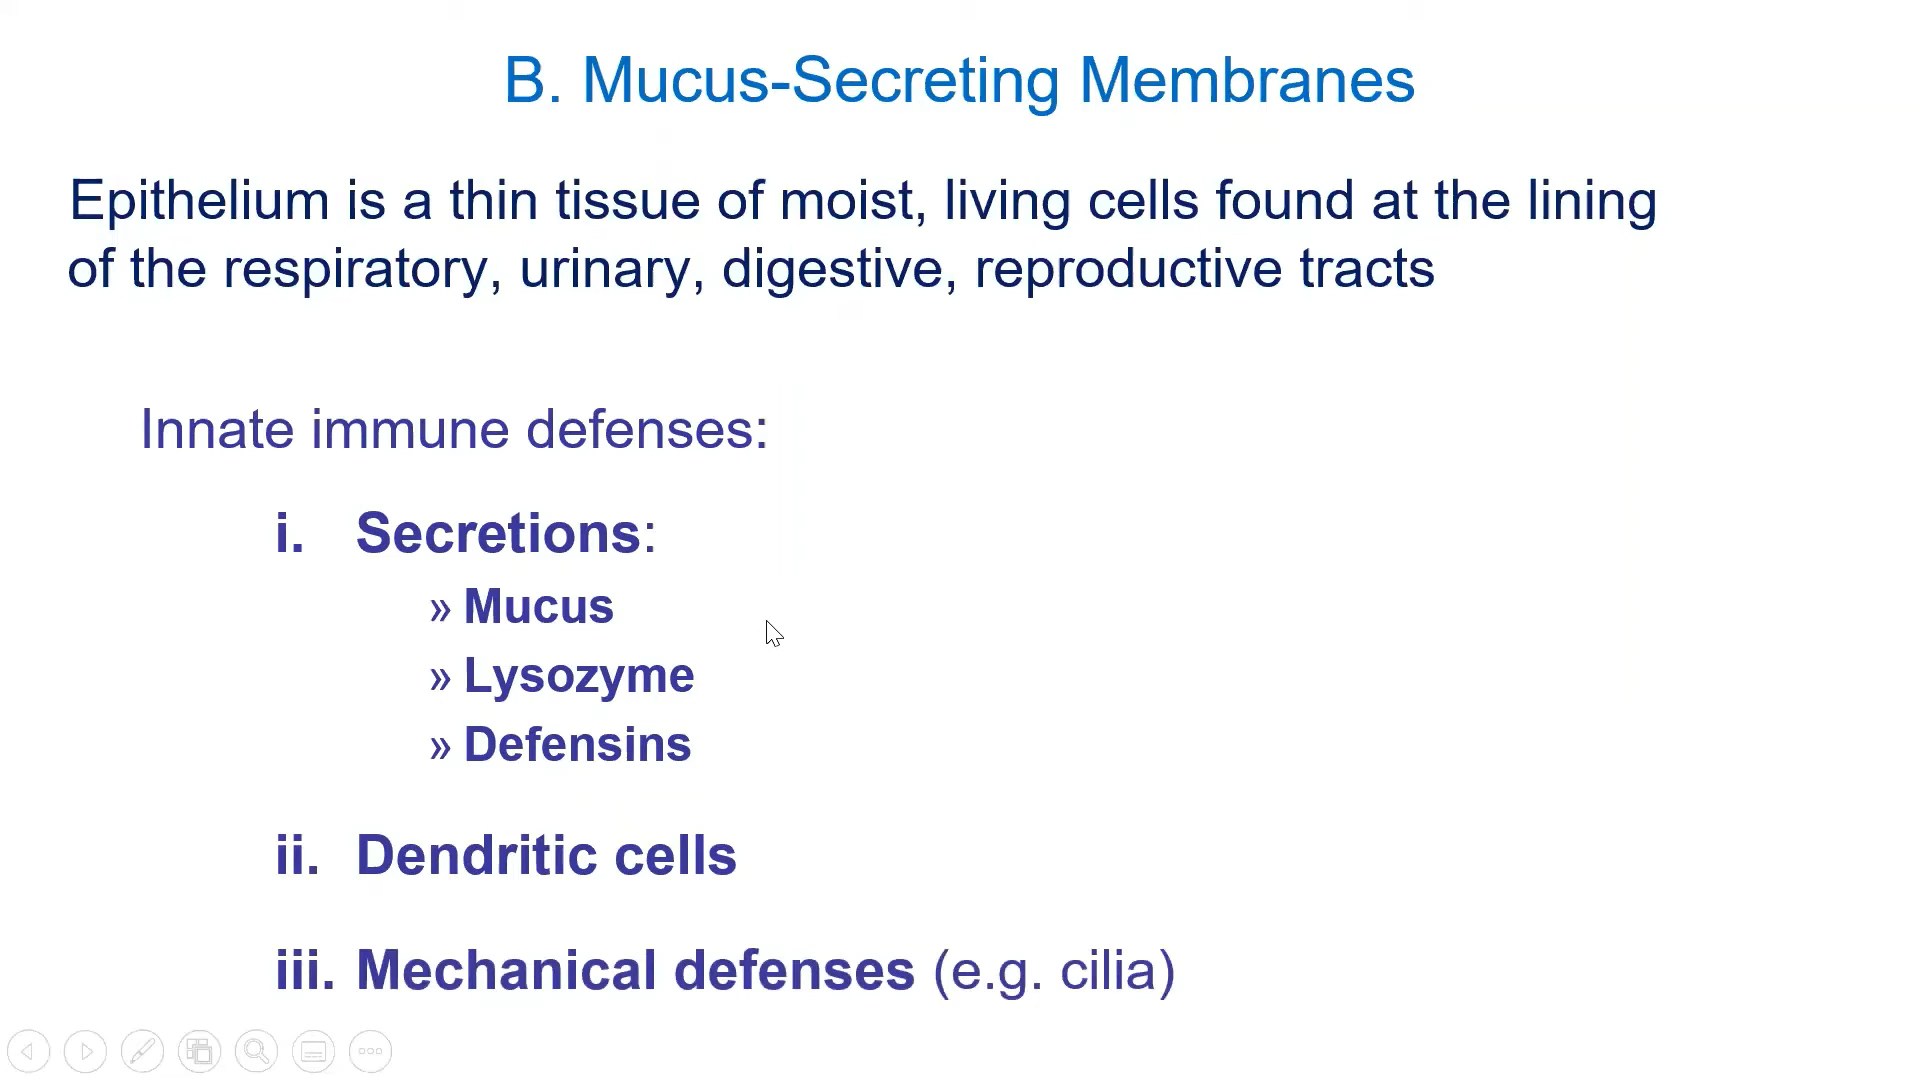 B. Mucus-Secreting Membranes
Epithelium is a thin tissue of moist, living cells found at the lining
of the respiratory, urinary, digestive, reproductive tracts
Innate immune defenses:
i. Secretions:
» Mucus
» Lysozyme
» Defensins
ii. Dendritic cells
iii. Mechanical defenses (e.g. cilia)